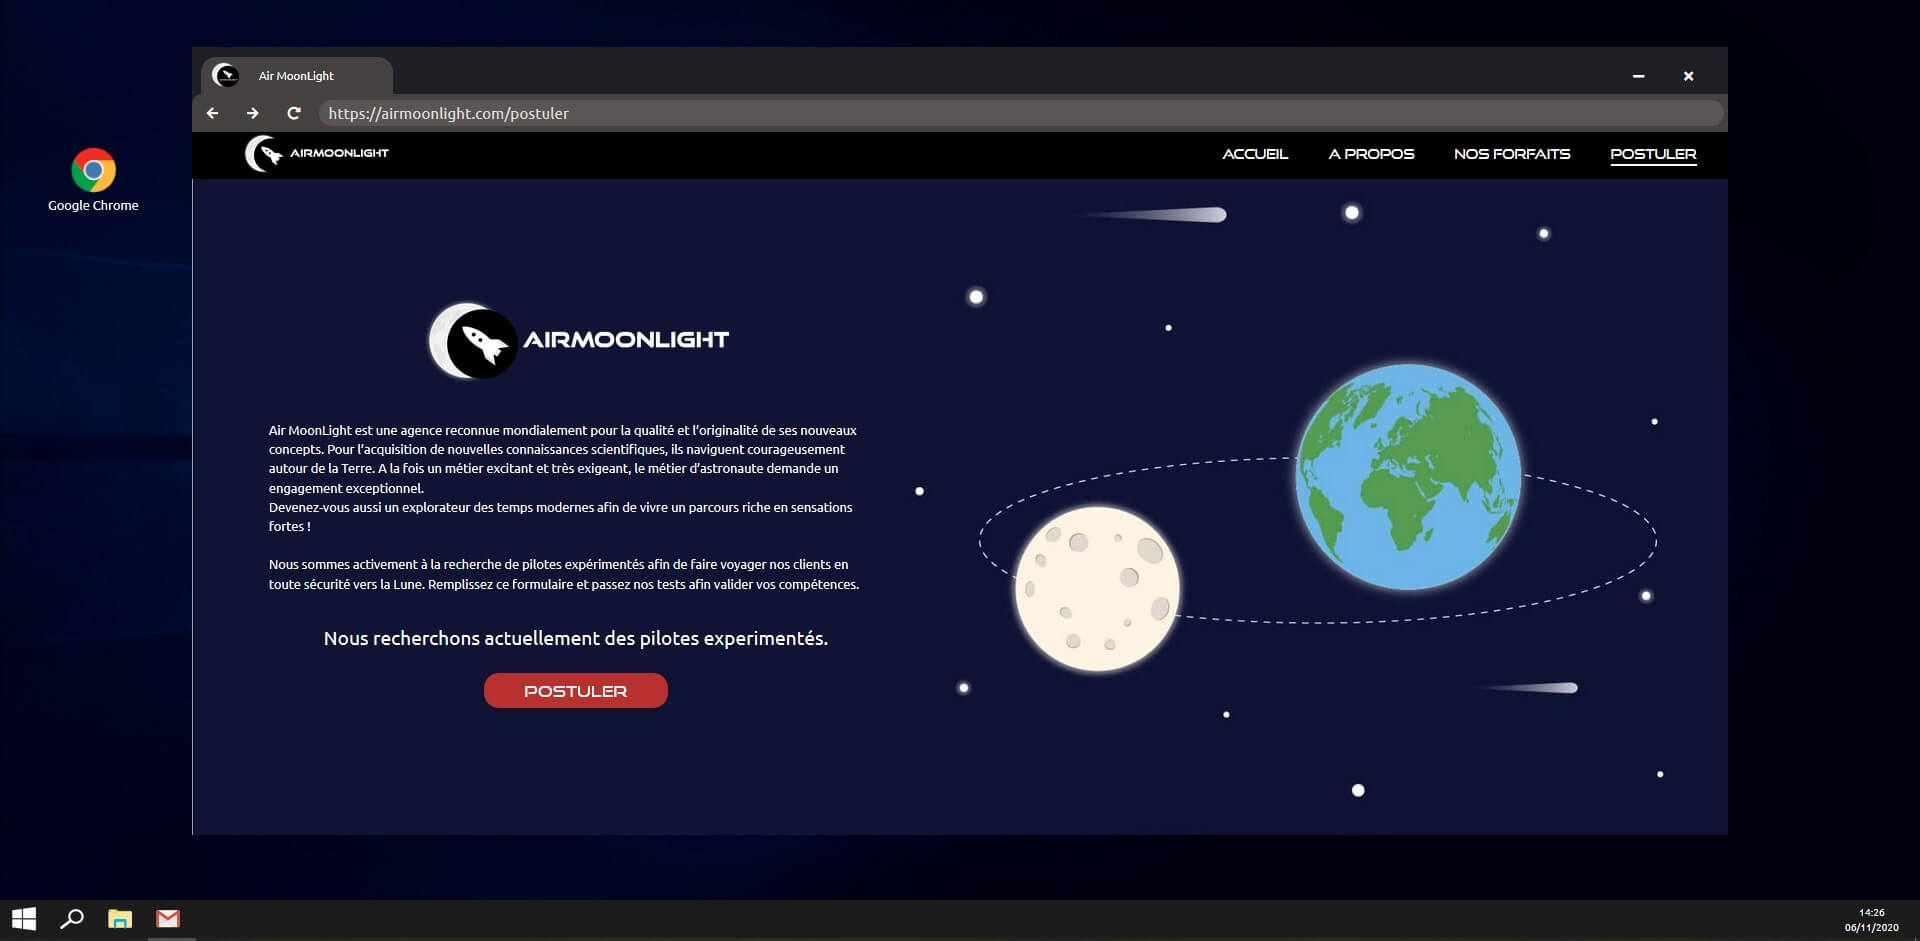 Air MoonLight
https://airmoonlight.com/postuler
AIRMOONLIGHT
ACCUEIL
A PROPOS
NOS FORFAITS
POSTULER
Google Chrome
AIRMOONLIGHT
Air MoonLight est une agence reconnue mondialement pour la qualité et l'originalité de ses nouveaux
concepts. Pour l'acquisition de nouvelles connaissances scientifiques, ils naviguent courageusement
autour de la Terre. A la fois un métier excitant et très exigeant, le métier d'astronaute demande un
engagement exceptionnel.
Devenez-vous aussi un explorateur des temps modernes afin de vivre un parcours riche en sensations
fortes !
Nous sommes activement à la recherche de pilotes expérimentés afin de faire voyager nos clients en
toute sécurité vers la Lune. Remplissez ce formulaire et passez nos tests afin valider vos compétences.
Nous recherchons actuellement des pilotes experimentés.
POSTULER
14:26
06/11/2020